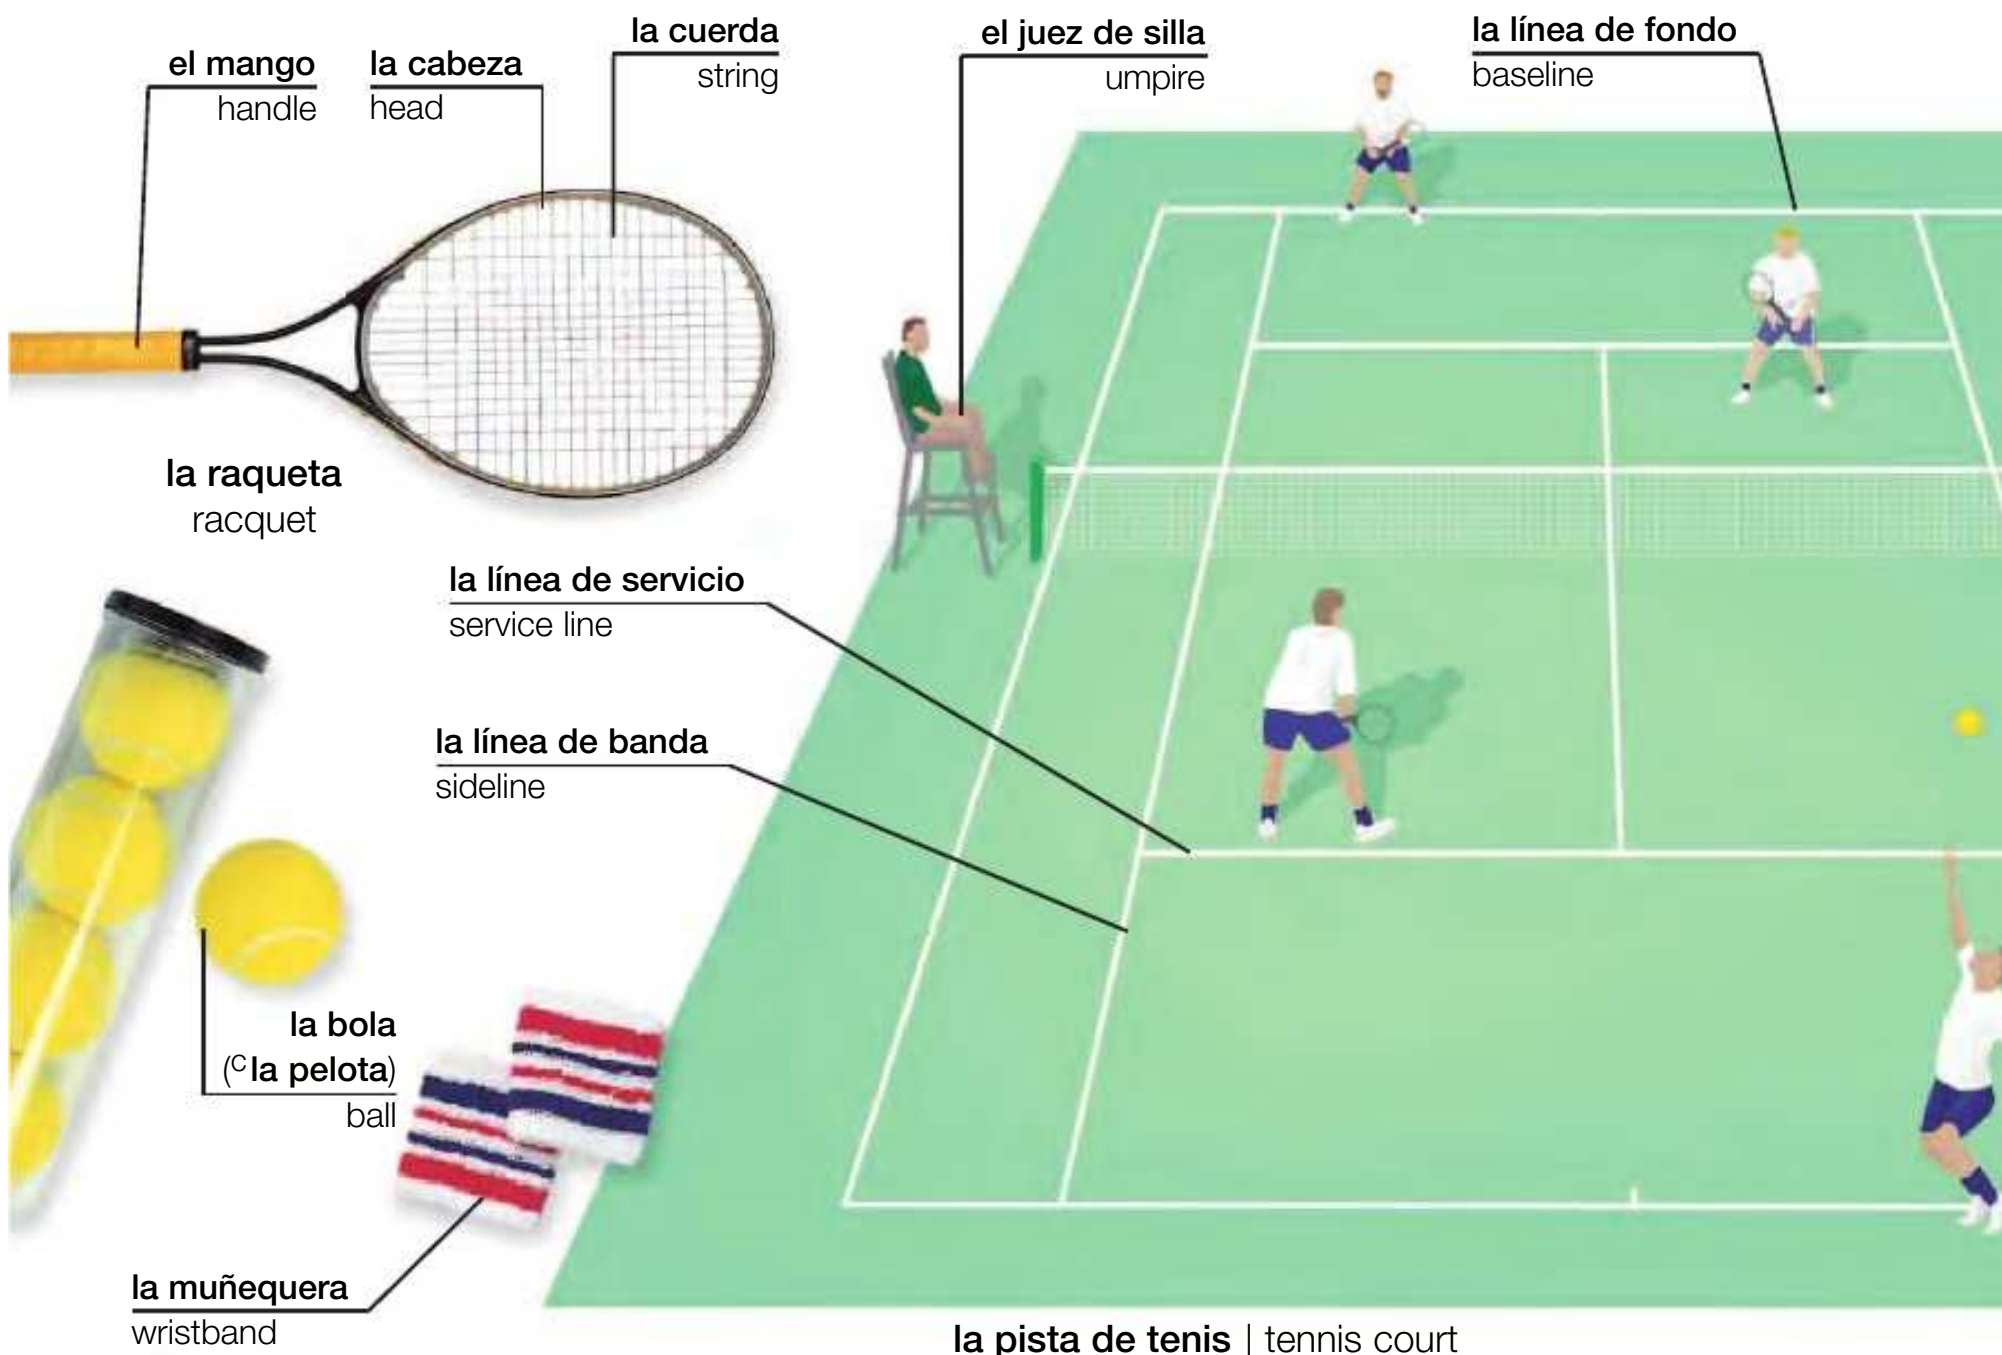 el mango
handle
la cabeza
head
la cuerda
string
el juez de silla
umpire
la línea de fondo
baseline
la raqueta
racquet
la línea de servicio
service line
la línea de banda
sideline
la bola
(ᶜla pelota)
ball
la muñequera
wristband
la pista de tenis | tennis court